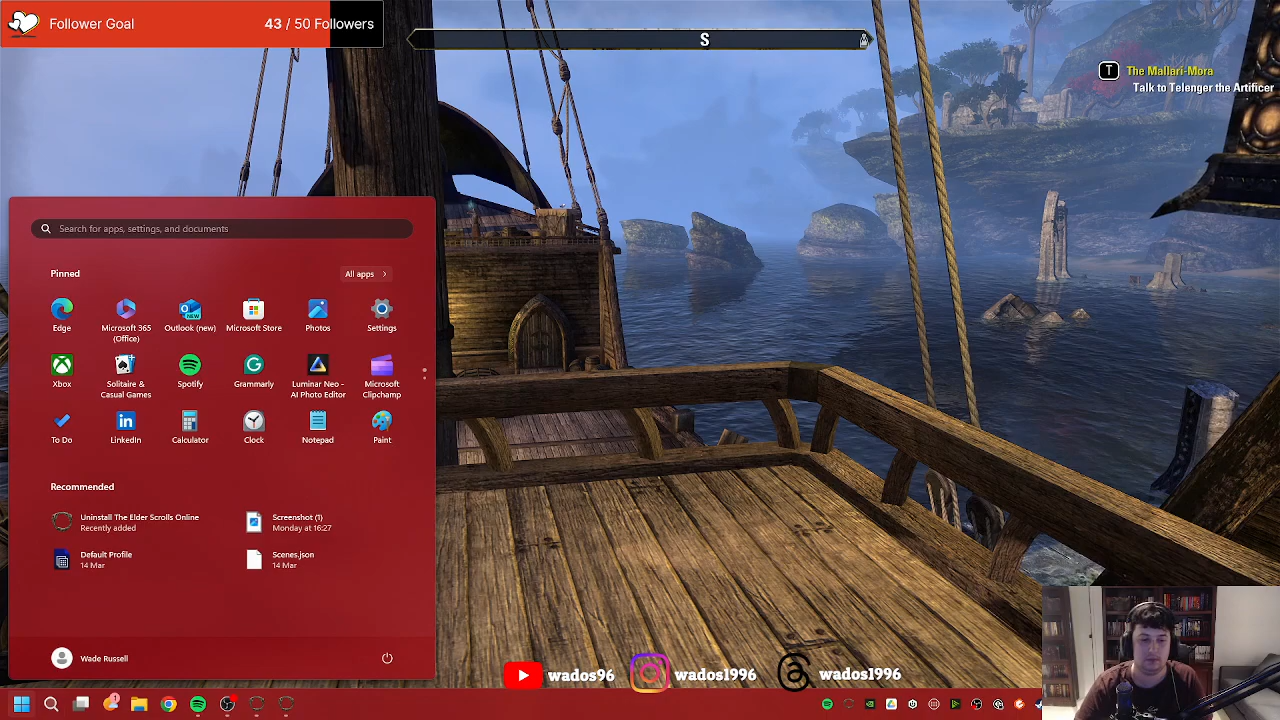 Follower Goal
43 / 50 Followers
S
T
The Mallari-Mora
Talk to Telenger the Artificer
Search for apps, settings, and documents
Pinned
All apps
Edge
Microsoft 365
(Office)
Outlook (new)
Microsoft Store
Photos
Settings
Xbox
Solitaire &
Casual Games
Spotify
Grammarly
Luminar Neo -
AI Photo Editor
Microsoft
Clipchamp
To Do
LinkedIn
Calculator
Clock
Notepad
Paint
Recommended
Uninstall The Elder Scrolls Online
Recently added
Screenshot (1)
Monday at 16:27
Default Profile
14 Mar
Scenes.json
14 Mar
Wade Russell
wados96
wados1996
wados1996